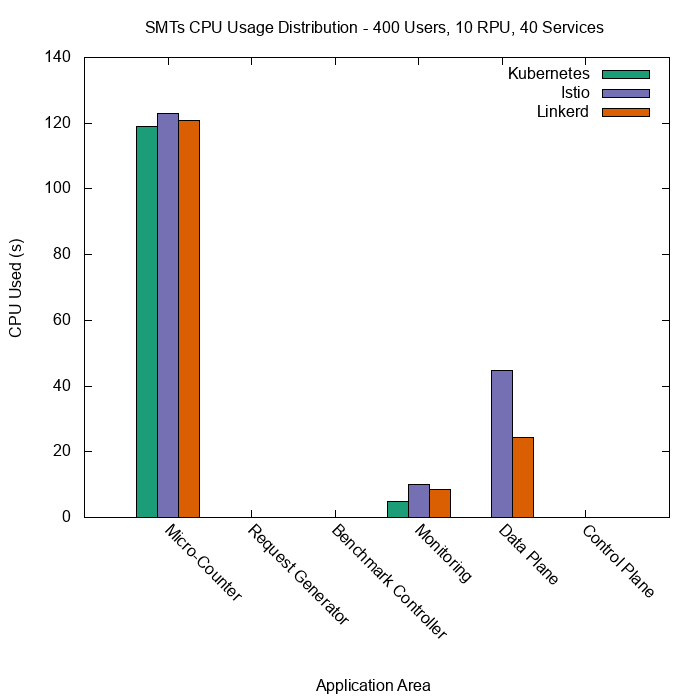 SMTs CPU Usage Distribution - 400 Users, 10 RPU, 40 Services
140
120
100
80
60
40
20
0
CPU Used (s)
Kubernetes
Istio
Linkerd
Micro-Counter
Request Generator
Benchmark Controller
Monitoring
Data Plane
Control Plane
Application Area